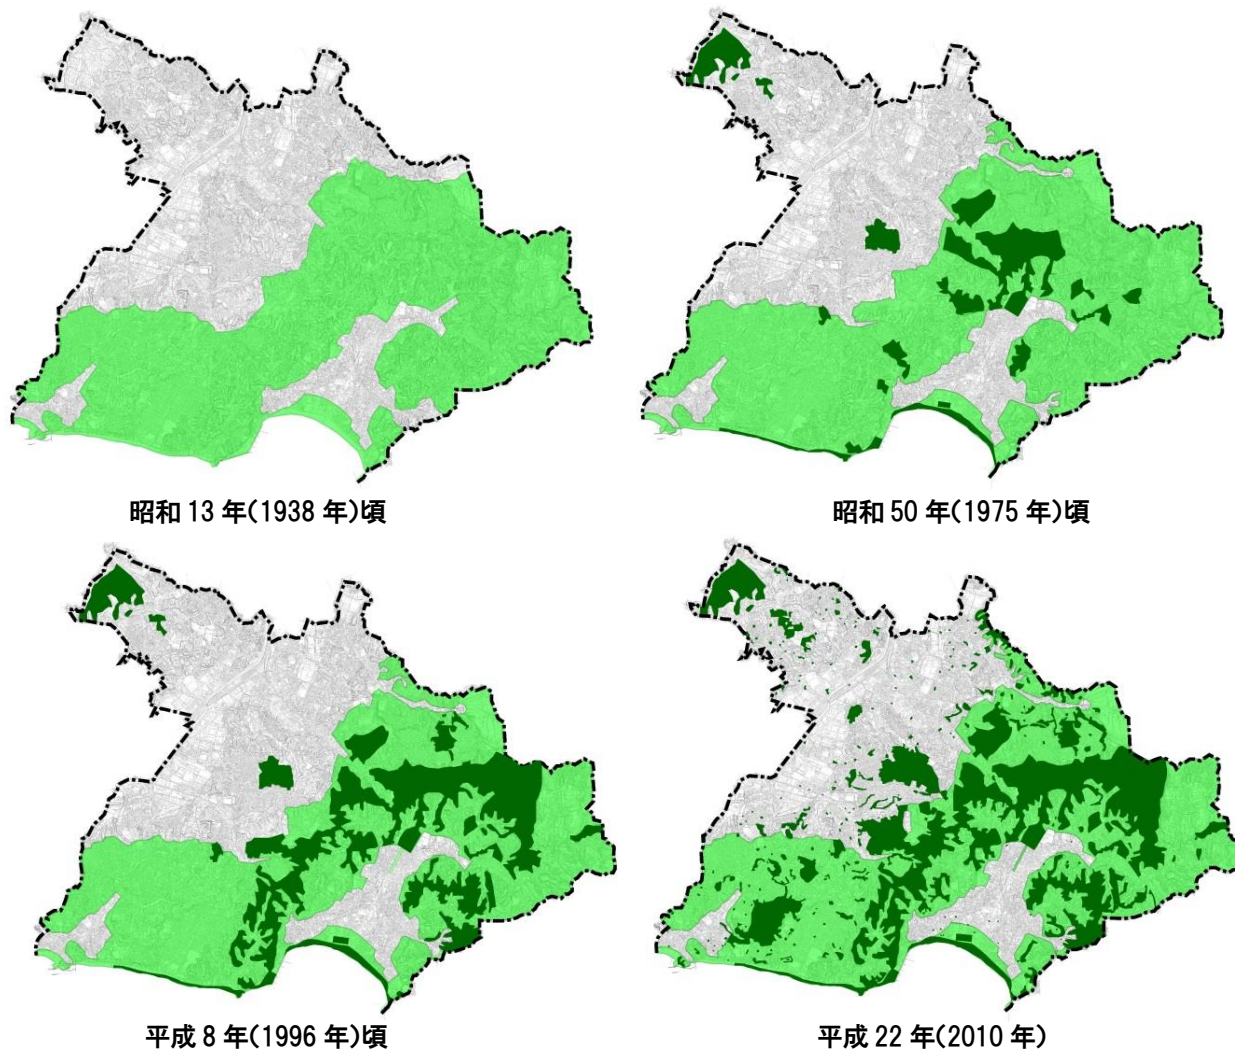 昭和 13 年(1938 年)頃
昭和 50 年(1975 年)頃
平成 8 年(1996 年)頃
平成 22 年(2010 年)